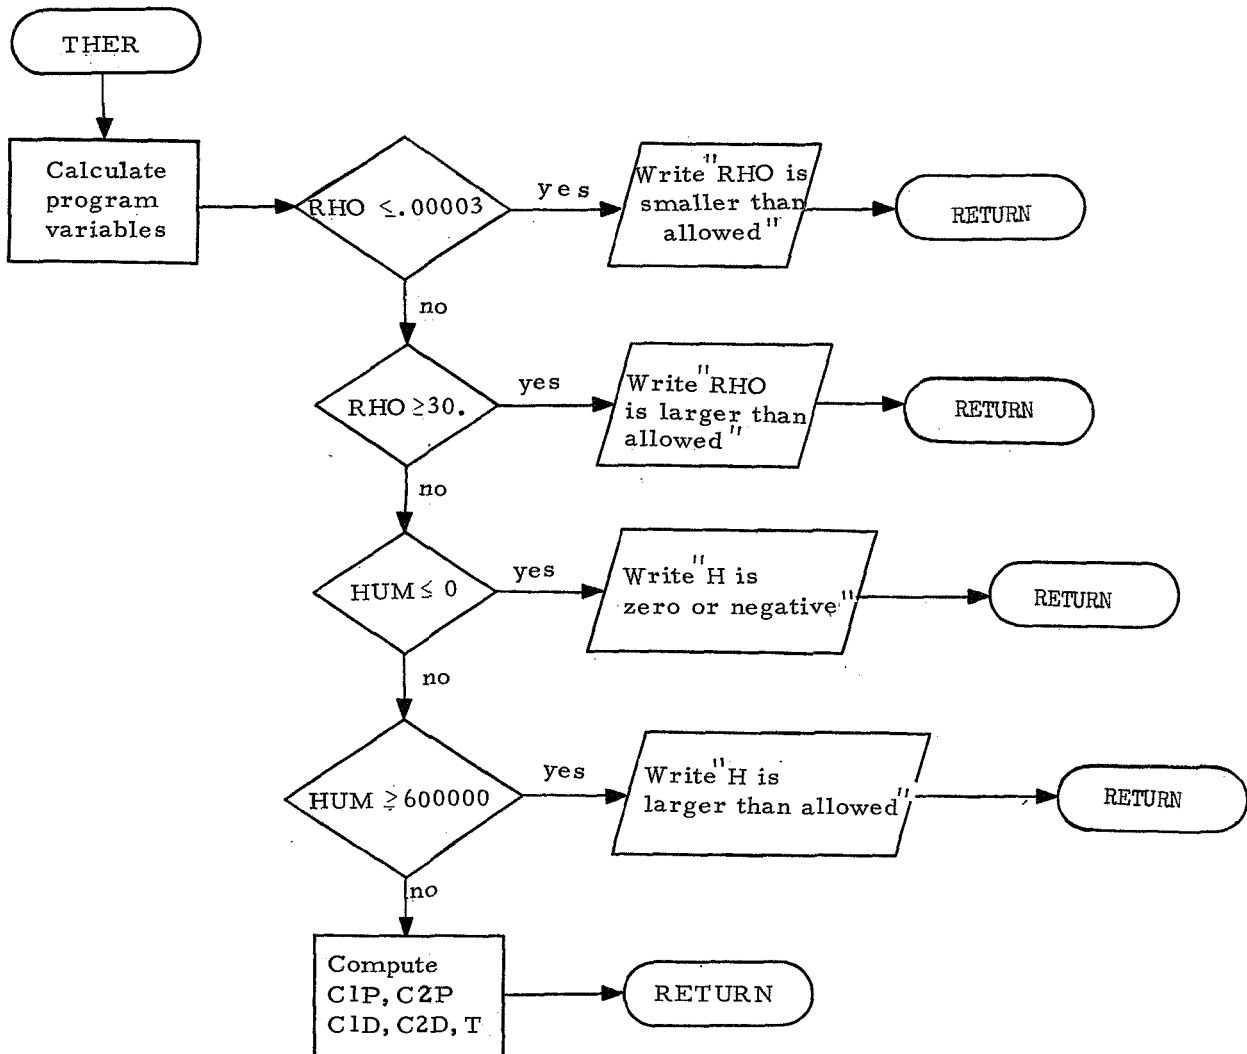 THER
Calculate
program
variables
RHO ≤.00003
yes
Write "RHO is
smaller than
allowed"
RETURN
no
RHO ≥30.
yes
Write "RHO
is larger than
allowed"
RETURN
no
HUM ≤ 0
yes
Write "H is
zero or negative"
RETURN
no
HUM ≥600000
yes
Write "H is
larger than allowed"
RETURN
no
Compute
C1P, C2P
C1D, C2D, T
RETURN